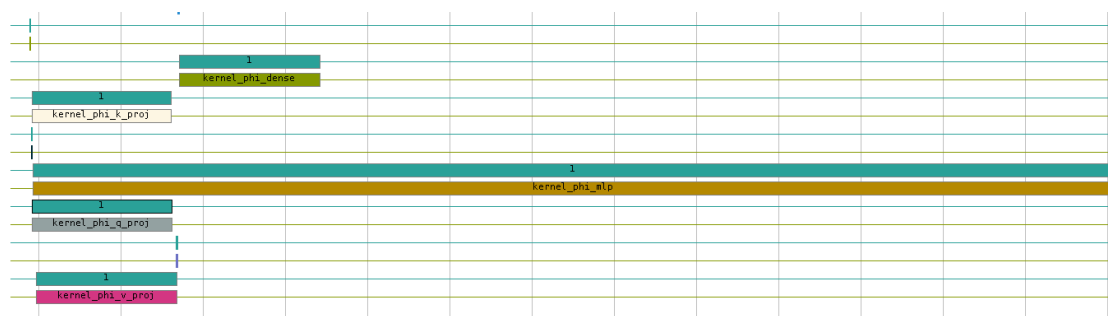 1
kernel_phi_dense
1
kernel_phi_k_proj
1
kernel_phi_mlp
1
kernel_phi_q_proj
1
kernel_phi_v_proj